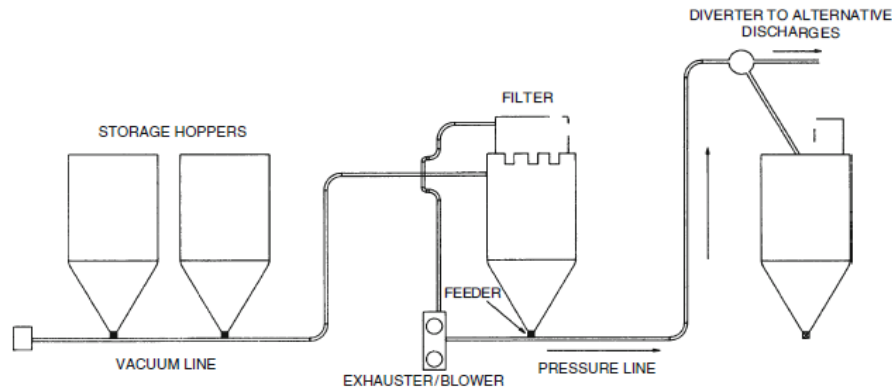 DIVERTER TO ALTERNATIVE
DISCHARGES
FILTER
STORAGE HOPPERS
FEEDER
VACUUM LINE
EXHAUSTER/BLOWER
PRESSURE LINE